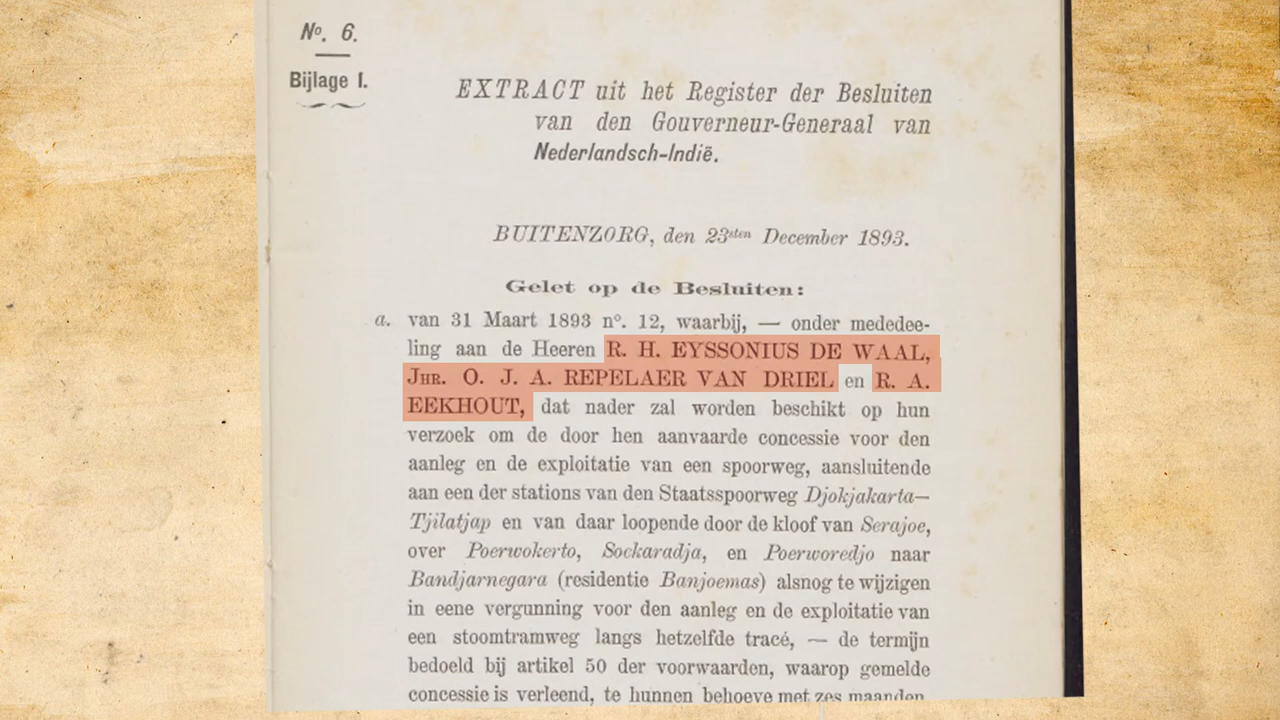 Nº. 6.
Bijlage I.
EXTRACT uit het Register der Besluiten
van den Gouverneur-Generaal van
Nederlandsch-Indië.
BUITENZORG, den 23sten December 1893.
Gelet op de Besluiten:
a. van 31 Maart 1893 nº. 12, waarbij, — onder mededee-
ling aan de Heeren R. H. EYSSONIUS DE WAAL,
JHR. O. J. A. REPELAER VAN DRIEL en R. A.
EEKHOUT, dat nader zal worden beschikt op hun
verzoek om de door hen aanvaarde concessie voor den
aanleg en de exploitatie van een spoorweg, aansluitende
aan een der stations van den Staatsspoorweg Djokjakarta—
Tjilatjap en van daar loopende door de kloof van Serajoe,
over Poerwokerto, Sockaradja, en Poerworedjo naar
Bandjarnegara (residentie Banjoemas) alsnog te wijzigen
in eene vergunning voor den aanleg en de exploitatie van
een stoomtramweg langs hetzelfde tracé, — de termijn
bedoeld bij artikel 50 der voorwaarden, waarop gemelde
concessie is verleend, te hunnen behoeve met zes maanden